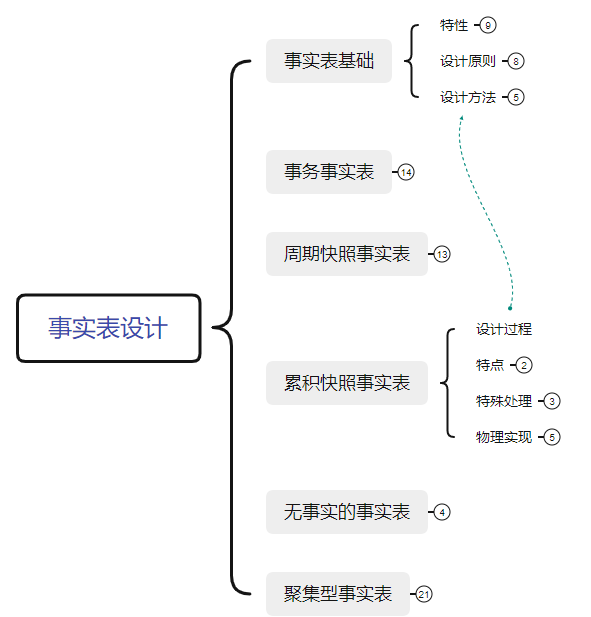 事实表设计
事实表基础
特性 9
设计原则 8
设计方法 5
事务事实表 14
周期快照事实表 13
累积快照事实表
设计过程
特点 2
特殊处理 3
物理实现 5
无事实的事实表 4
聚集型事实表 21